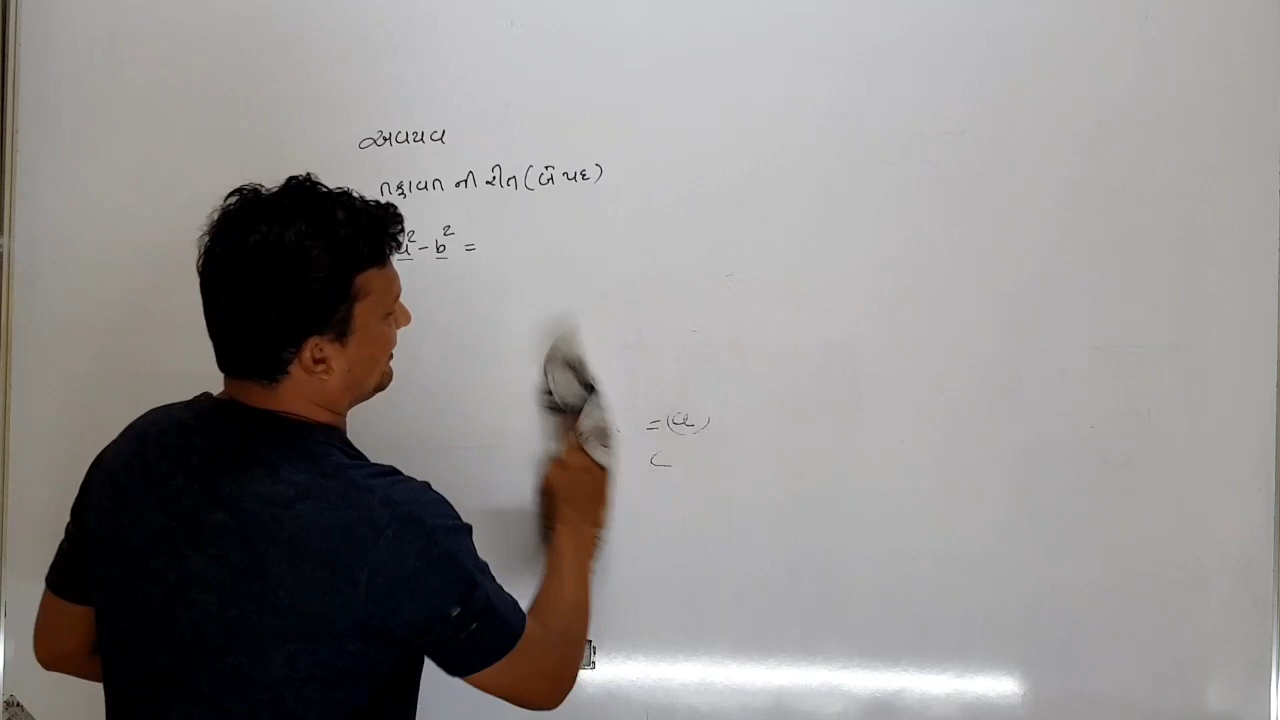 અવયવ
તફાવત ની રીત (બે પદ)
a² - b² =
= (a)